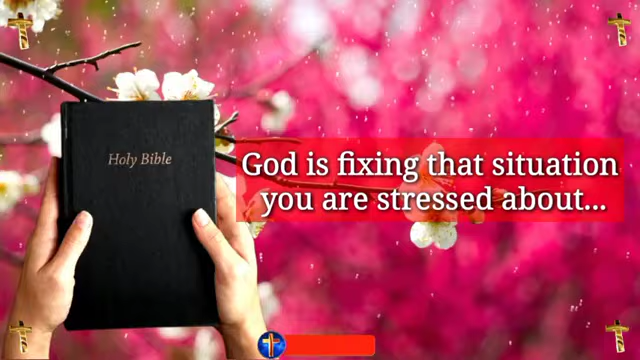 Holy Bible
God is fixing that situation
you are stressed about...